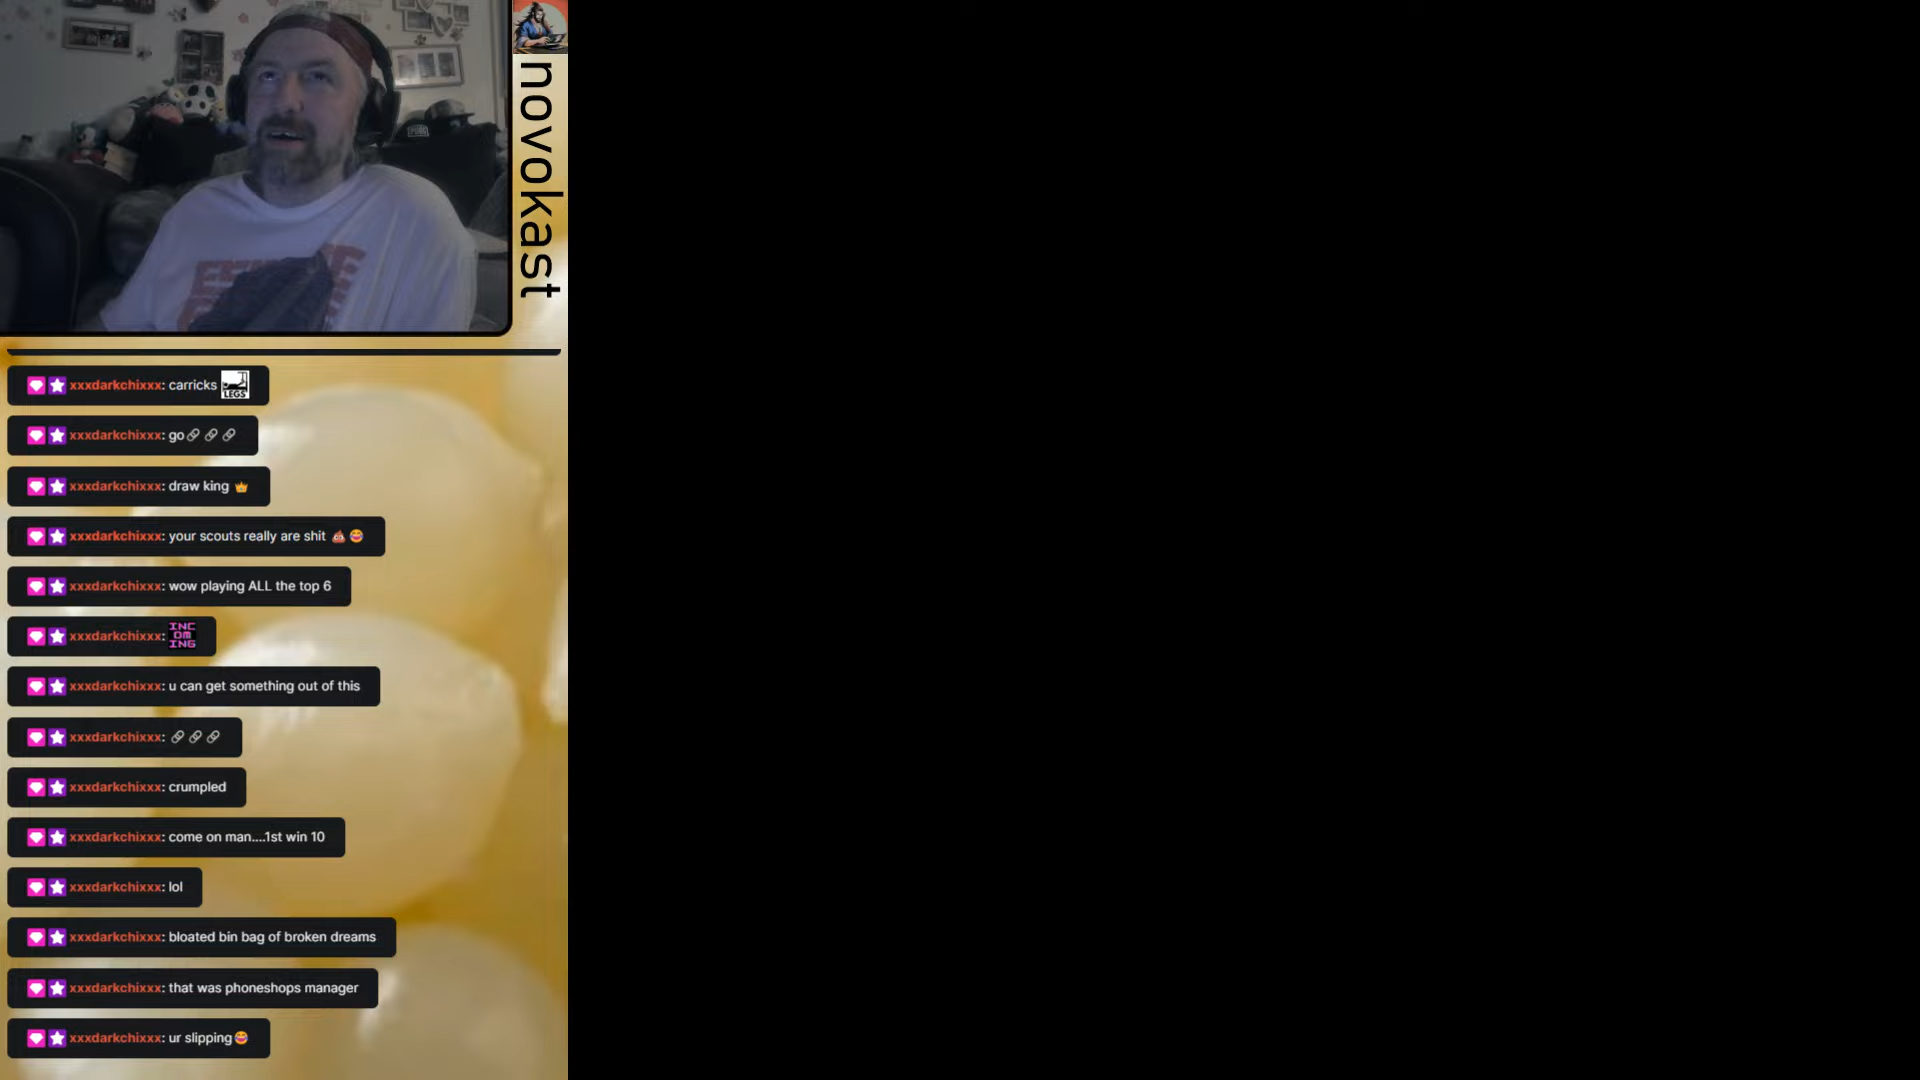 novokast
xxxdarkchixxx: carricks LEGS
xxxdarkchixxx: go🔗🔗🔗
xxxdarkchixxx: draw king 👑
xxxdarkchixxx: your scouts really are shit 💩😂
xxxdarkchixxx: wow playing ALL the top 6
xxxdarkchixxx: INC
OM
ING
xxxdarkchixxx: u can get something out of this
xxxdarkchixxx: 🔗🔗🔗
xxxdarkchixxx: crumpled
xxxdarkchixxx: come on man....1st win 10
xxxdarkchixxx: lol
xxxdarkchixxx: bloated bin bag of broken dreams
xxxdarkchixxx: that was phoneshops manager
xxxdarkchixxx: ur slipping😂